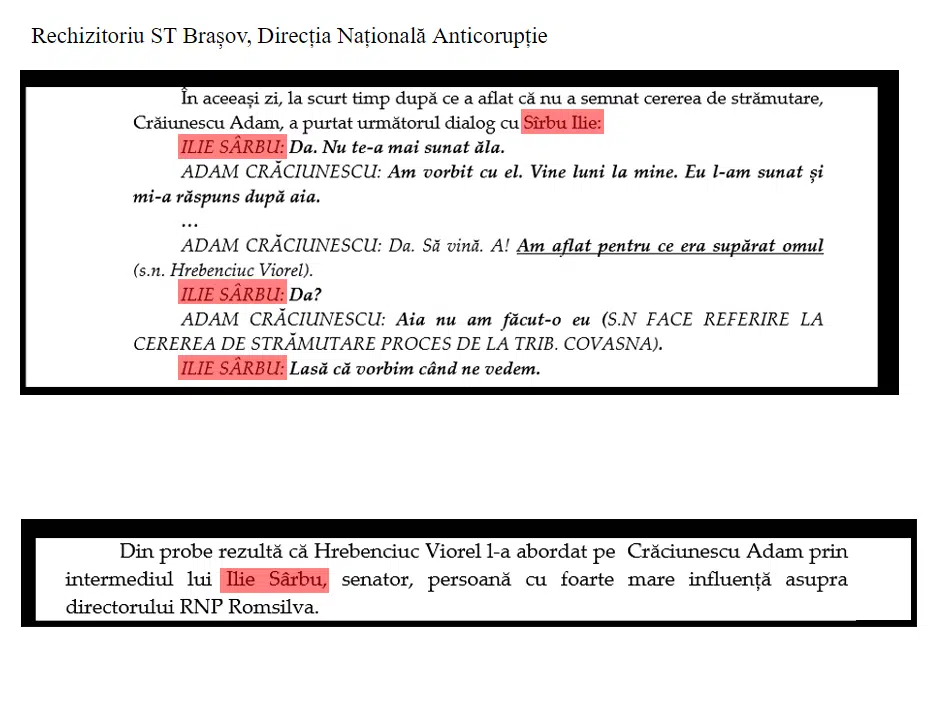 Rechizitoriu ST Brașov, Direcția Națională Anticorupție
În aceeași zi, la scurt timp după ce a aflat că nu a semnat cererea de strămutare,
Crăiunescu Adam, a purtat următorul dialog cu Sîrbu Ilie:
ILIE SÂRBU: Da. Nu te-a mai sunat ăla.
ADAM CRĂCIUNESCU: Am vorbit cu el. Vine luni la mine. Eu l-am sunat și
mi-a răspuns după aia.
...
ADAM CRĂCIUNESCU: Da. Să vină. A! Am aflat pentru ce era supărat omul
(s.n. Hrebenciuc Viorel).
ILIE SÂRBU: Da?
ADAM CRĂCIUNESCU: Aia nu am făcut-o eu (S.N FACE REFERIRE LA
CEREREA DE STRĂMUTARE PROCES DE LA TRIB. COVASNA).
ILIE SÂRBU: Lasă că vorbim când ne vedem.
Din probe rezultă că Hrebenciuc Viorel l-a abordat pe Crăciunescu Adam prin
intermediul lui Ilie Sârbu, senator, persoană cu foarte mare influență asupra
directorului RNP Romsilva.